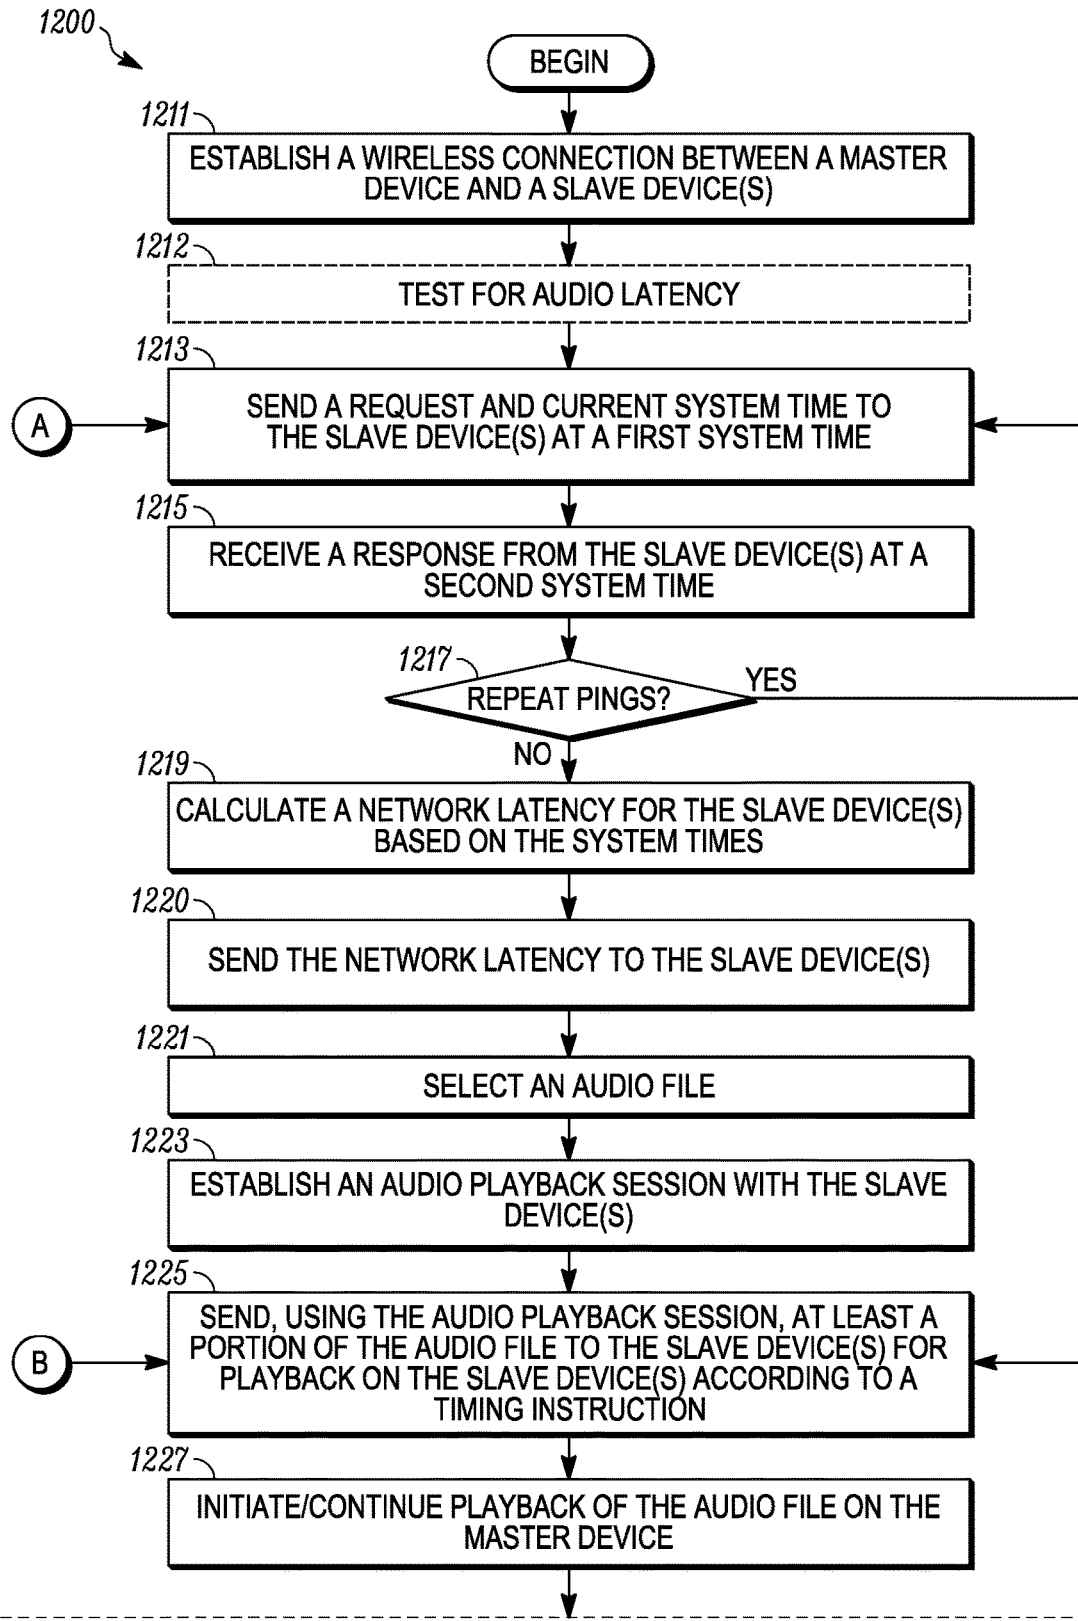 1200
BEGIN
1211
ESTABLISH A WIRELESS CONNECTION BETWEEN A MASTER
DEVICE AND A SLAVE DEVICE(S)
1212
TEST FOR AUDIO LATENCY
1213
A
SEND A REQUEST AND CURRENT SYSTEM TIME TO
THE SLAVE DEVICE(S) AT A FIRST SYSTEM TIME
1215
RECEIVE A RESPONSE FROM THE SLAVE DEVICE(S) AT A
SECOND SYSTEM TIME
1217
REPEAT PINGS?
YES
NO
1219
CALCULATE A NETWORK LATENCY FOR THE SLAVE DEVICE(S)
BASED ON THE SYSTEM TIMES
1220
SEND THE NETWORK LATENCY TO THE SLAVE DEVICE(S)
1221
SELECT AN AUDIO FILE
1223
ESTABLISH AN AUDIO PLAYBACK SESSION WITH THE SLAVE
DEVICE(S)
1225
B
SEND, USING THE AUDIO PLAYBACK SESSION, AT LEAST A
PORTION OF THE AUDIO FILE TO THE SLAVE DEVICE(S) FOR
PLAYBACK ON THE SLAVE DEVICE(S) ACCORDING TO A
TIMING INSTRUCTION
1227
INITIATE/CONTINUE PLAYBACK OF THE AUDIO FILE ON THE
MASTER DEVICE